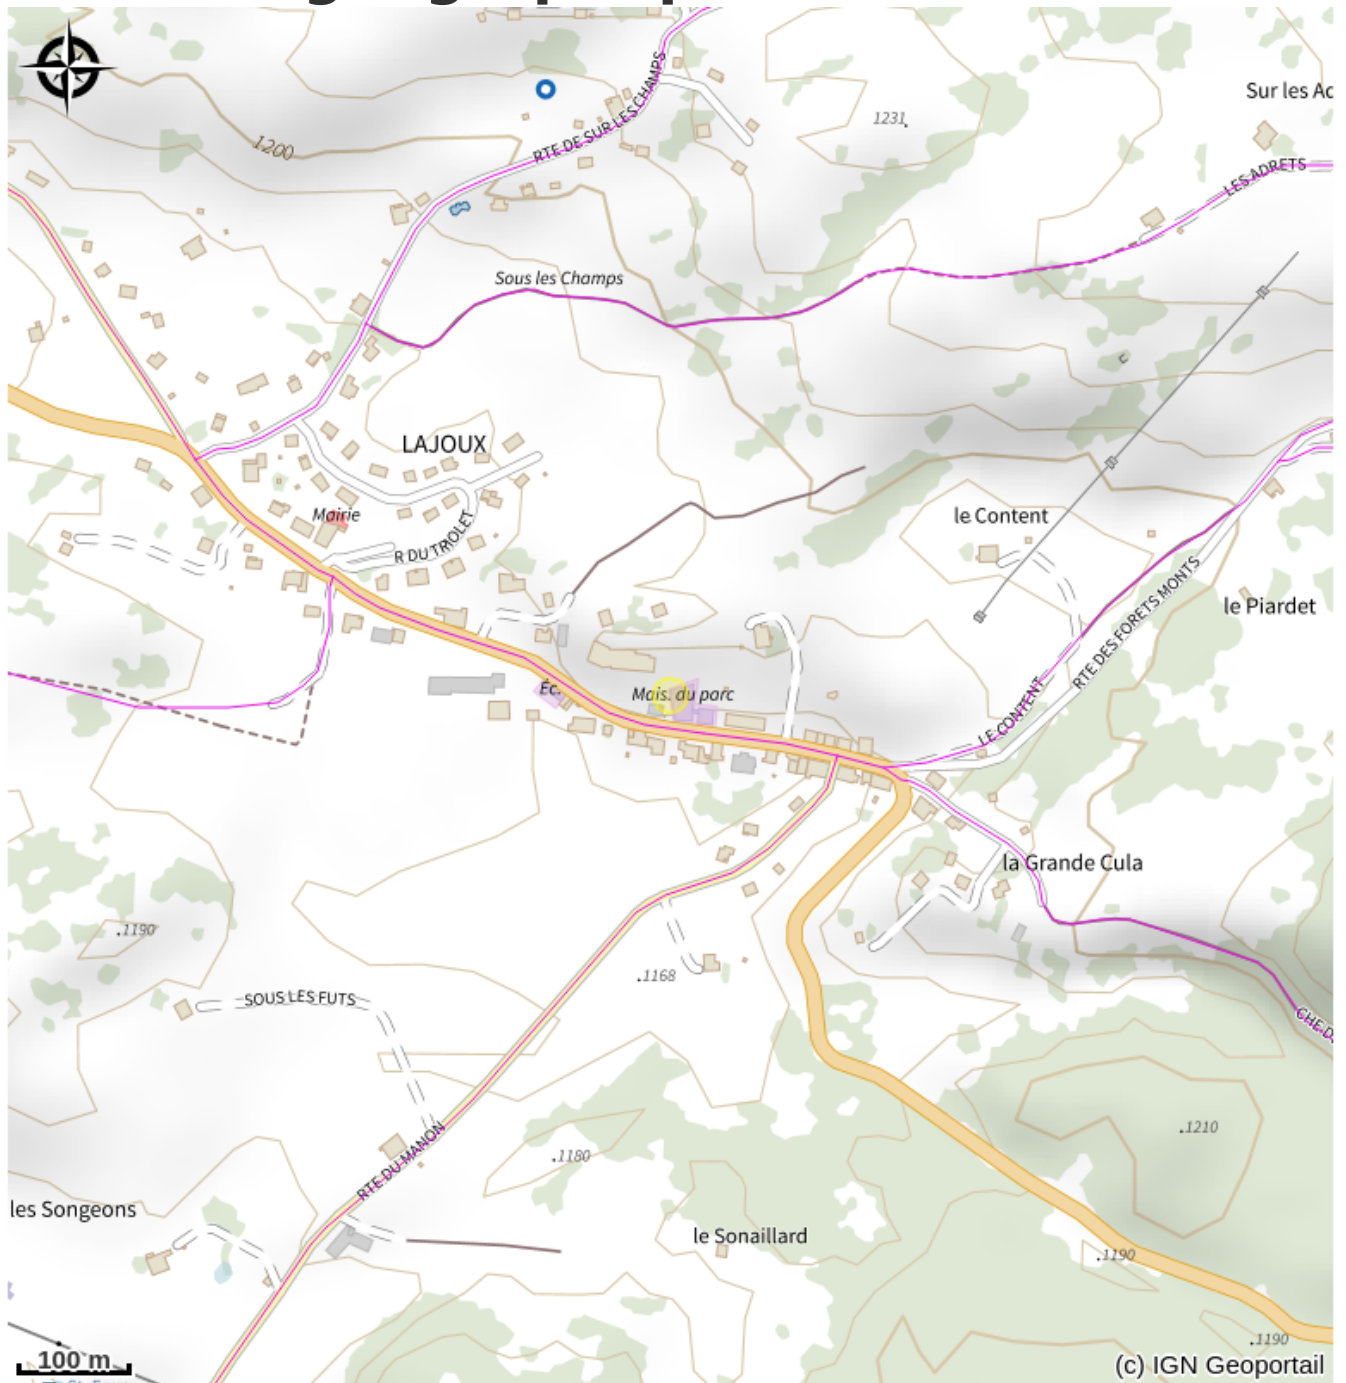 Sur les Ac
1231
1200
RTE DE SUR LES CHAMPS
LES ADRETS
Sous les Champs
LAJOUX
Mairie
R DU TRIOLET
le Content
RTE DES FORETS MONTS
le Piardet
Éc.
Mais. du parc
LE CONTENT
la Grande Cula
1190
1168
SOUS LES FUTS
CHE D
RTE DU MANON
1180
1210
les Songeons
le Sonaillard
1190
1190
100 m
(c) IGN Geoportail